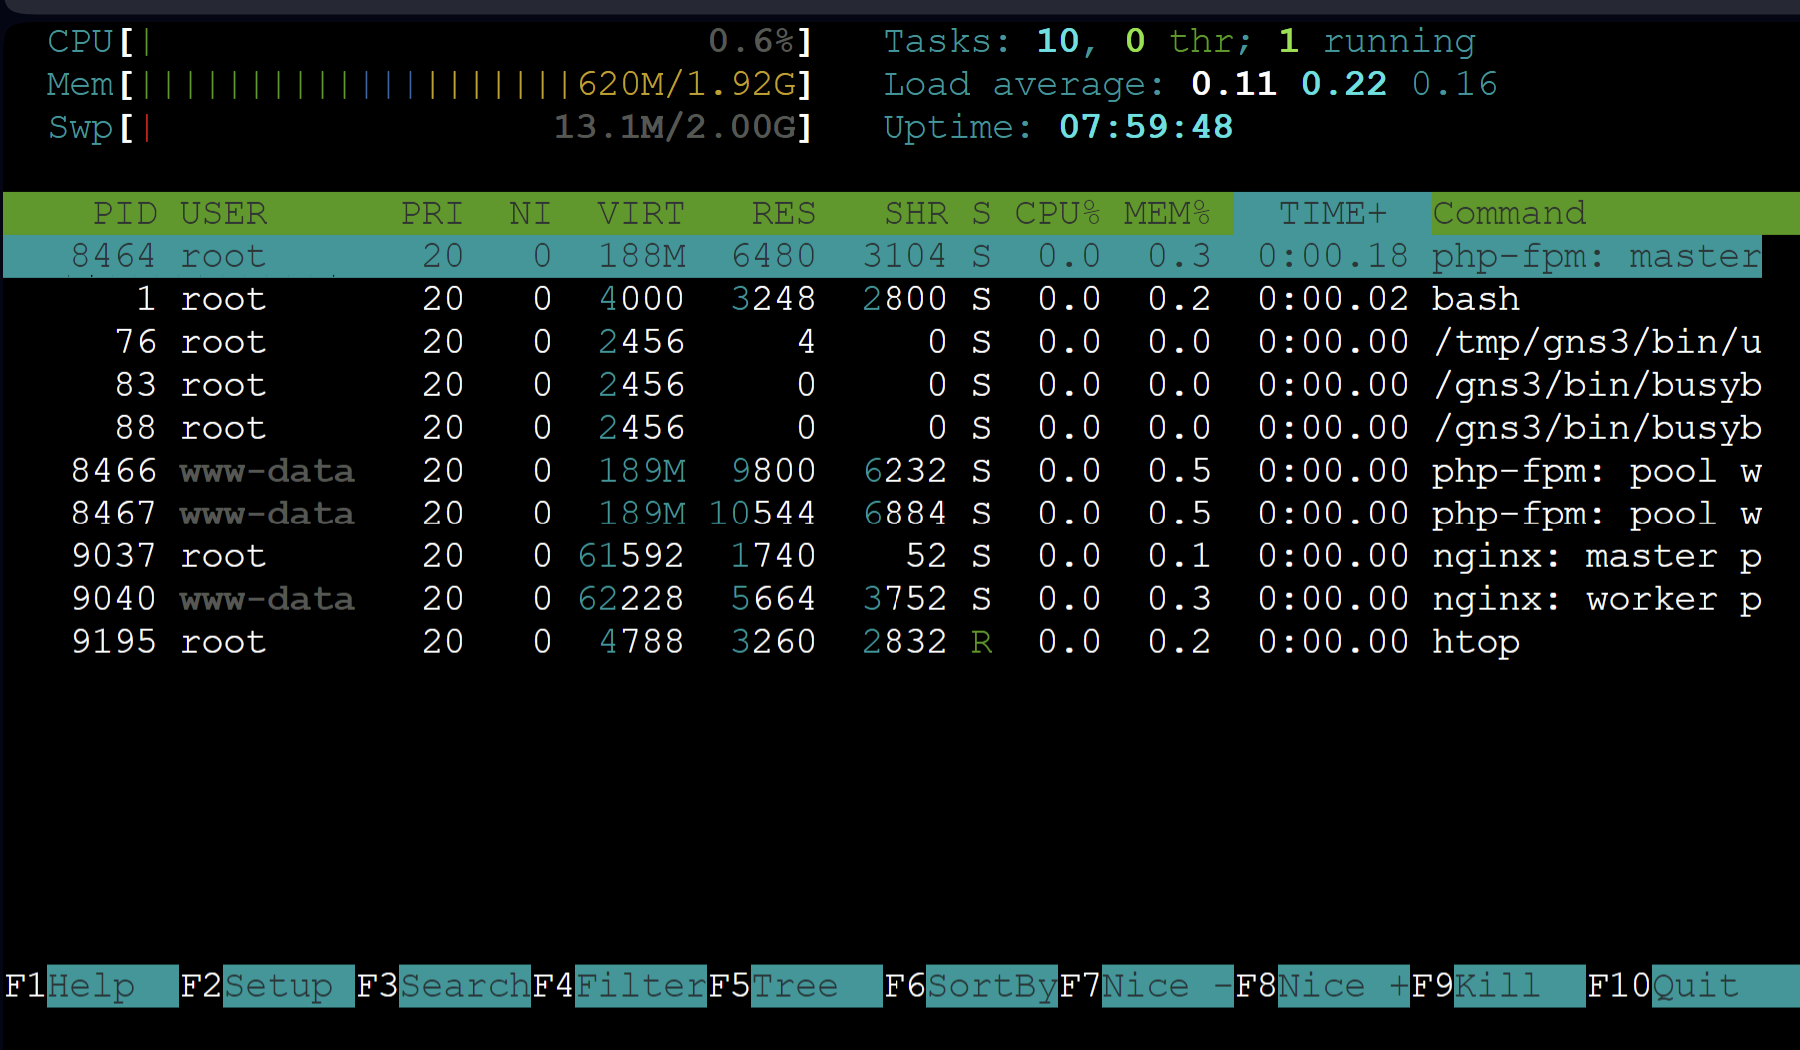 CPU[| 0.6%] Tasks: 10, 0 thr; 1 running
Mem[||||||||||||||||||||620M/1.92G] Load average: 0.11 0.22 0.16
Swp[| 13.1M/2.00G] Uptime: 07:59:48
PID USER PRI NI VIRT RES SHR S CPU% MEM% TIME+ Command
8464 root 20 0 188M 6480 3104 S 0.0 0.3 0:00.18 php-fpm: master
1 root 20 0 4000 3248 2800 S 0.0 0.2 0:00.02 bash
76 root 20 0 2456 4 0 S 0.0 0.0 0:00.00 /tmp/gns3/bin/u
83 root 20 0 2456 0 0 S 0.0 0.0 0:00.00 /gns3/bin/busyb
88 root 20 0 2456 0 0 S 0.0 0.0 0:00.00 /gns3/bin/busyb
8466 www-data 20 0 189M 9800 6232 S 0.0 0.5 0:00.00 php-fpm: pool w
8467 www-data 20 0 189M 10544 6884 S 0.0 0.5 0:00.00 php-fpm: pool w
9037 root 20 0 61592 1740 52 S 0.0 0.1 0:00.00 nginx: master p
9040 www-data 20 0 62228 5664 3752 S 0.0 0.3 0:00.00 nginx: worker p
9195 root 20 0 4788 3260 2832 R 0.0 0.2 0:00.00 htop
F1Help F2Setup F3SearchF4FilterF5Tree F6SortByF7Nice -F8Nice +F9Kill F10Quit